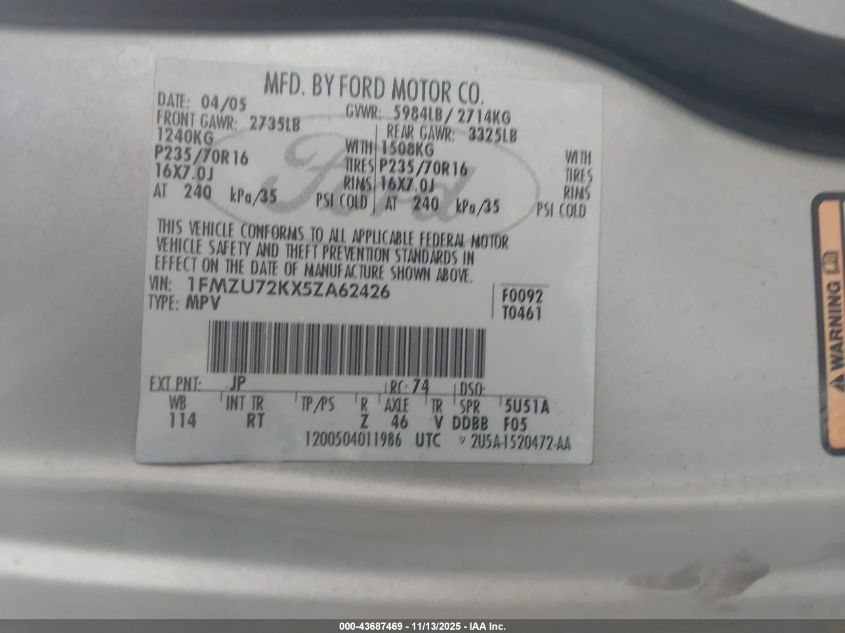 MFD. BY FORD MOTOR CO.
DATE: 04/05 GVWR: 5984LB/ 2714KG
FRONT GAWR: 2735LB REAR GAWR: 3325LB
1240KG WITH 1508KG WITH
P235/70R16 TIRES P235/70R16 TIRES
16X7.0J RIMS 16X7.0J RIMS
AT 240 kPa/35 PSI COLD AT 240 kPa/35 PSI COLD
THIS VEHICLE CONFORMS TO ALL APPLICABLE FEDERAL MOTOR
VEHICLE SAFETY AND THEFT PREVENTION STANDARDS IN
EFFECT ON THE DATE OF MANUFACTURE SHOWN ABOVE.
VIN: 1FMZU72KX5ZA62426 F0092
TYPE: MPV T0461
EXT PNT: JP RC: 74 DSO:
WB INT TR TP/PS R AXLE TR SPR 5U51A
114 RT Z 46 V DDBB F05
1200504011986 UTC ▽ 2U5A-1520472-AA
Ford
WARNING
000-43687469 - 11/13/2025 - IAA Inc.